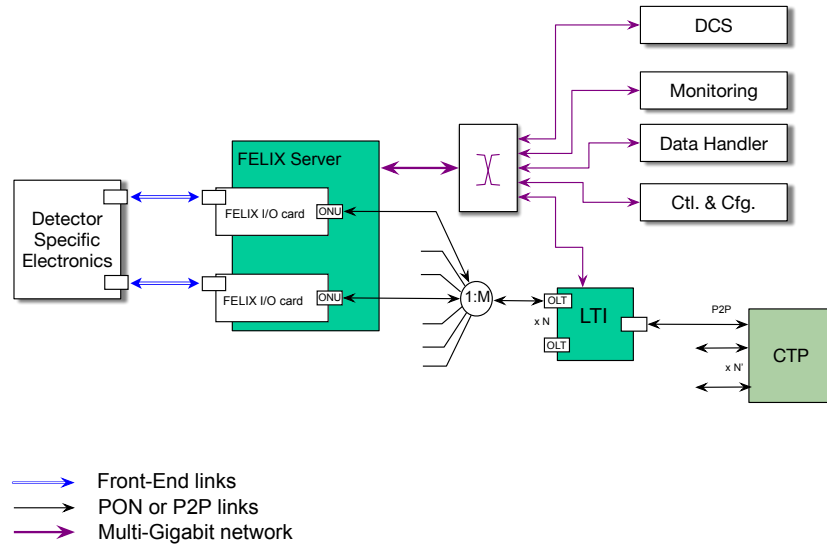 DCS
Monitoring
Data Handler
Ctl. & Cfg.
FELIX Server
FELIX I/O card
ONU
FELIX I/O card
ONU
Detector
Specific
Electronics
1:M
OLT
x N
OLT
LTI
P2P
x N'
CTP
Front-End links
PON or P2P links
Multi-Gigabit network